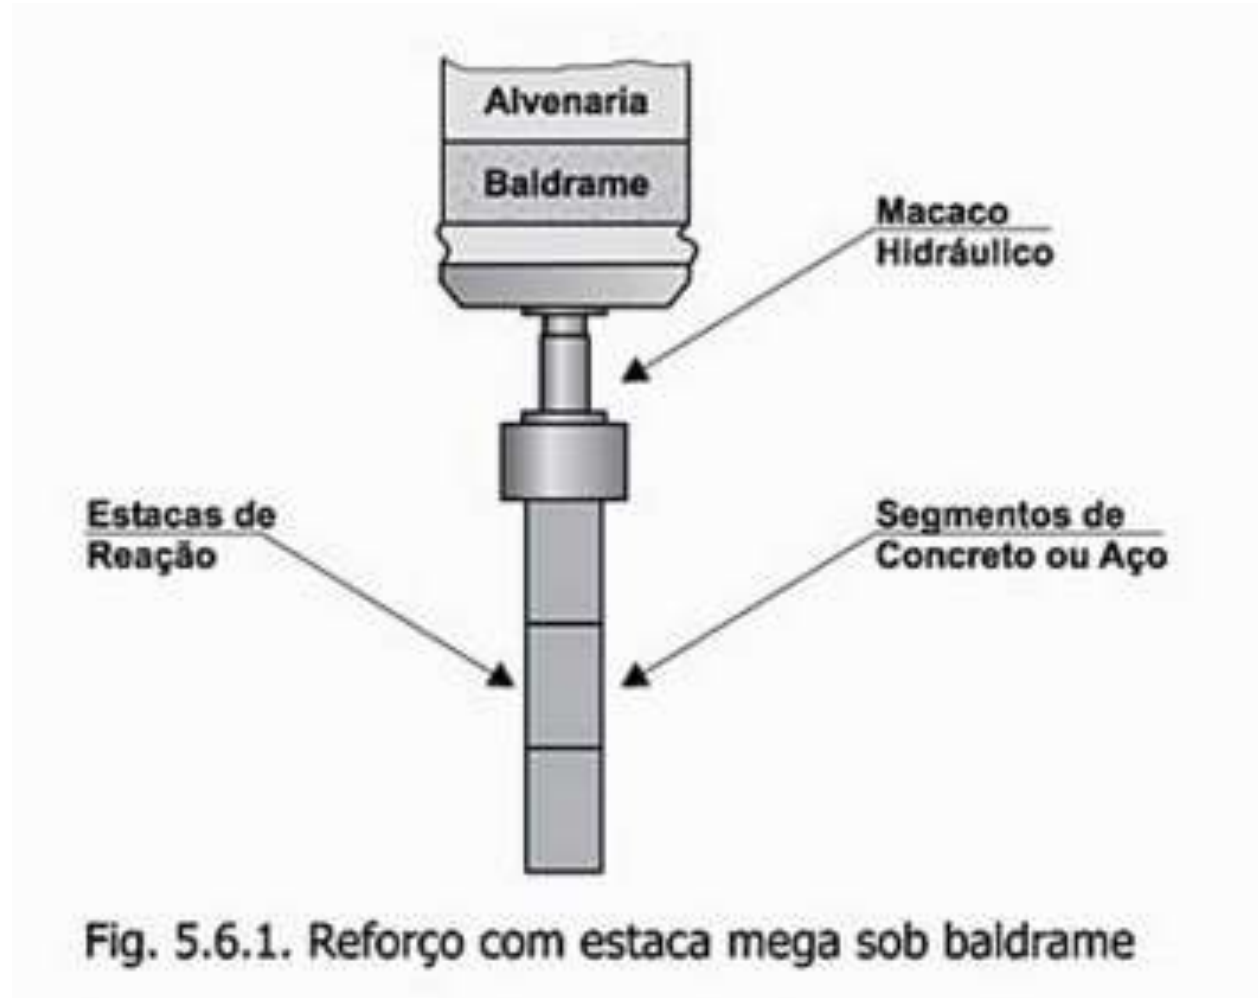 Alvenaria
Baldrame
Macaco
Hidráulico
Estacas de
Reação
Segmentos de
Concreto ou Aço
Fig. 5.6.1. Reforço com estaca mega sob baldrame